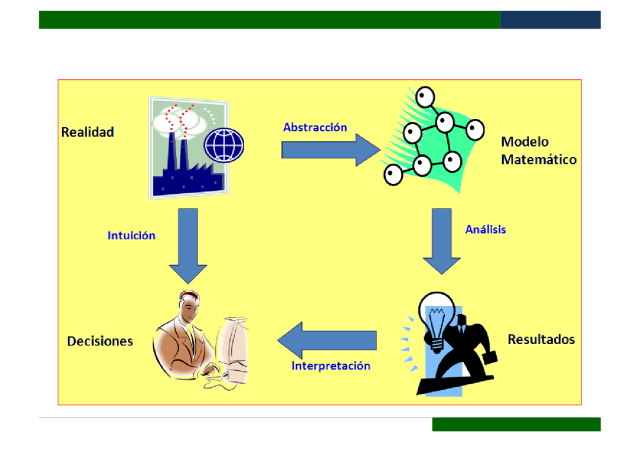 Realidad
Abstracción
Modelo
Matemático
Intuición
Análisis
Decisiones
Interpretación
Resultados